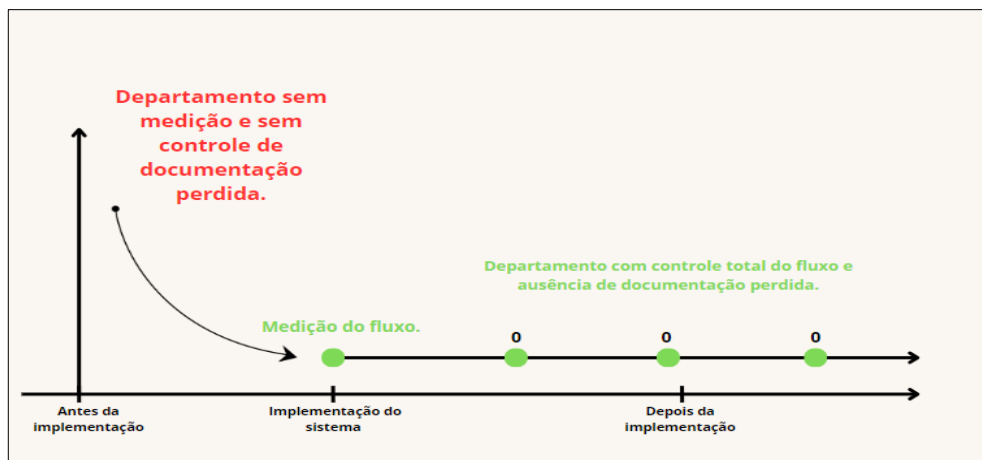 Departamento sem
medição e sem
controle de
documentação
perdida.
Departamento com controle total do fluxo e
ausência de documentação perdida.
Medição do fluxo.
0
0
0
Antes da
implementação
Implementação do
sistema
Depois da
implementação